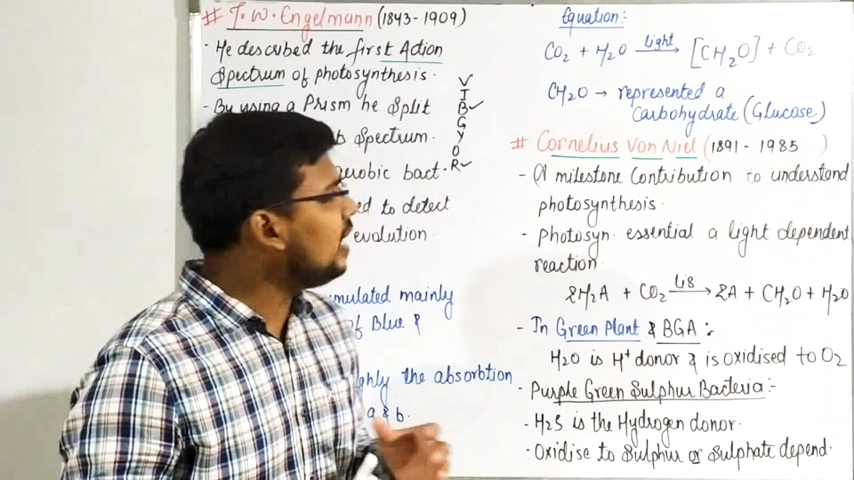 # T. W. Engelmann (1843-1909)
· He described the first Action
Spectrum of photosynthesis.
· By using a Prism he Split
Spectrum.
V
I
B ✓
G
Y
O
R ✓
aerobic bact.
to detect
evolution
mainly
of Blue &
the absorbtion
a & b.
Equation:-
CO2 + H2O light→ [CH2O] + CO2
CH2O → represented a
Carbohydrate (Glucose)
# Cornelius Von Niel (1891 - 1985)
- A milestone Contribution to understand
photosynthesis.
- Photosyn. essential a light dependent
reaction.
2H2A + CO2 → 2A + CH2O + H2O
- In Green Plant & BGA :-
H2O is H+ donor & is oxidised to O2
- Purple Green Sulphur Bacteria:-
- H2S is the Hydrogen donor.
· Oxidise to Sulphur or Sulphate depend.